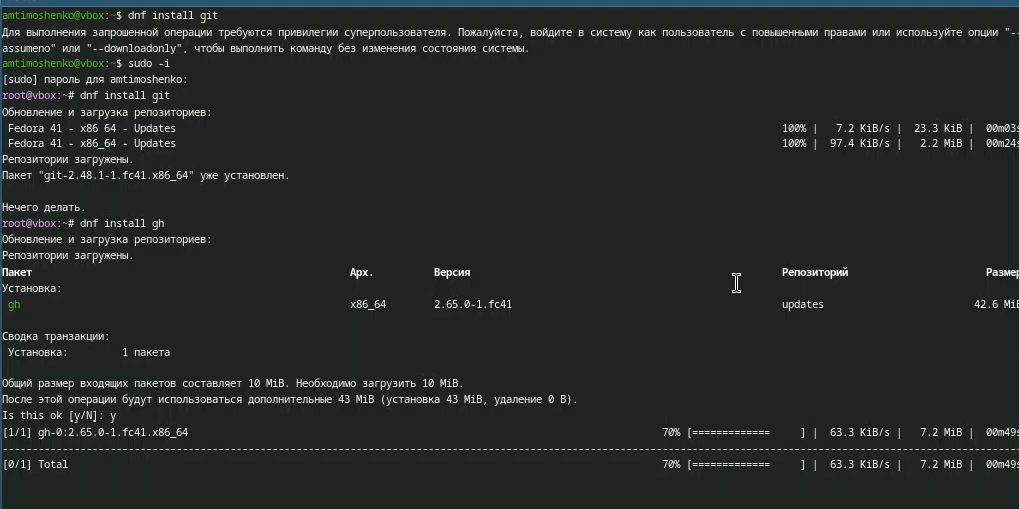 amtimoshenko@vbox:~$ dnf install git
Для выполнения запрошенной операции требуются привилегии суперпользователя. Пожалуйста, войдите в систему как пользователь с повышенными правами или используйте опции "--
assumeno" или "--downloadonly", чтобы выполнить команду без изменения состояния системы.
amtimoshenko@vbox:~$ sudo -i
[sudo] пароль для amtimoshenko:
root@vbox:~# dnf install git
Обновление и загрузка репозиториев:
Fedora 41 - x86_64 - Updates 100% | 7.2 KiB/s | 23.3 KiB | 00m03s
Fedora 41 - x86_64 - Updates 100% | 97.4 KiB/s | 2.2 MiB | 00m24s
Репозитории загружены.
Пакет "git-2.48.1-1.fc41.x86_64" уже установлен.
Нечего делать.
root@vbox:~# dnf install gh
Обновление и загрузка репозиториев:
Репозитории загружены.
Пакет Арх. Версия Репозиторий Размер
Установка:
gh x86_64 2.65.0-1.fc41 updates 42.6 MiB
Сводка транзакции:
Установка: 1 пакета
Общий размер входящих пакетов составляет 10 MiB. Необходимо загрузить 10 MiB.
После этой операции будут использоваться дополнительные 43 MiB (установка 43 MiB, удаление 0 B).
Is this ok [y/N]: y
[1/1] gh-0:2.65.0-1.fc41.x86_64 70% [============= ] | 63.3 KiB/s | 7.2 MiB | 00m49s
--------------------------------------------------------------------------------
[0/1] Total 70% [============= ] | 63.3 KiB/s | 7.2 MiB | 00m49s